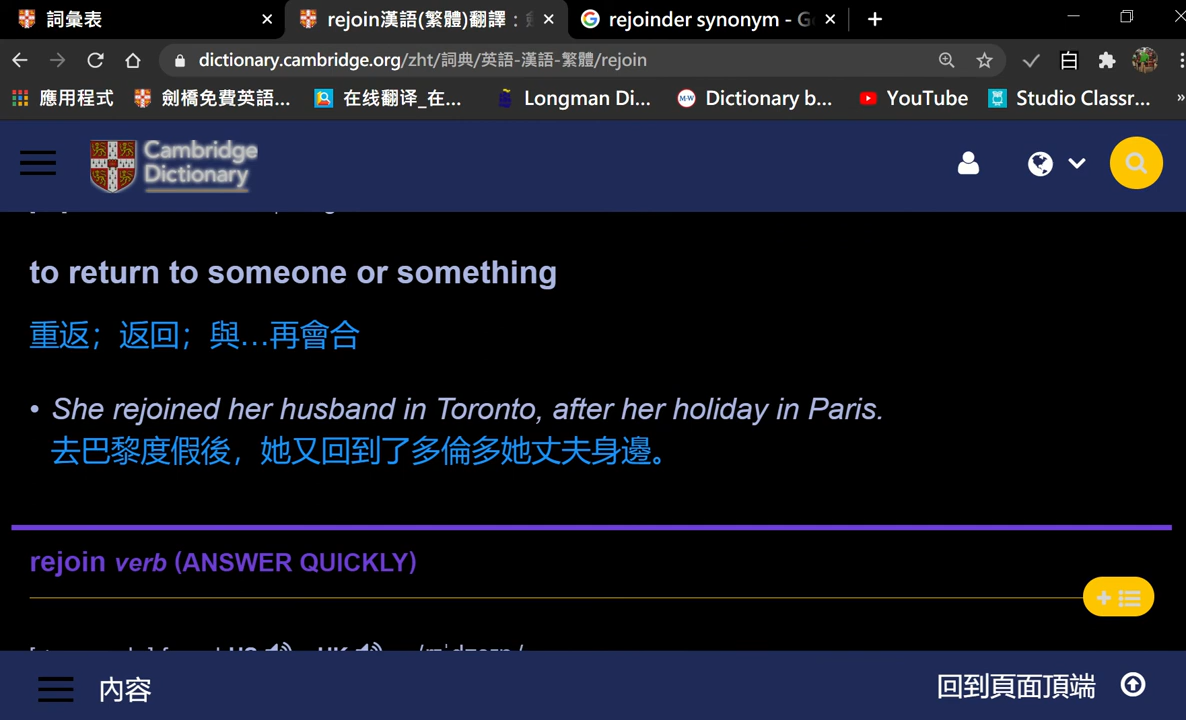 詞彙表
rejoin漢語(繁體)翻譯：
rejoinder synonym - G
dictionary.cambridge.org/zht/詞典/英語-漢語-繁體/rejoin
應用程式
劍橋免費英語...
在线翻译_在...
Longman Di...
M-W
Dictionary b...
YouTube
Studio Classr...
»
白
Cambridge
Dictionary
to return to someone or something
重返；返回；與…再會合
• She rejoined her husband in Toronto, after her holiday in Paris.
去巴黎度假後，她又回到了多倫多她丈夫身邊。
rejoin verb (ANSWER QUICKLY)
US UK
內容
回到頁面頂端